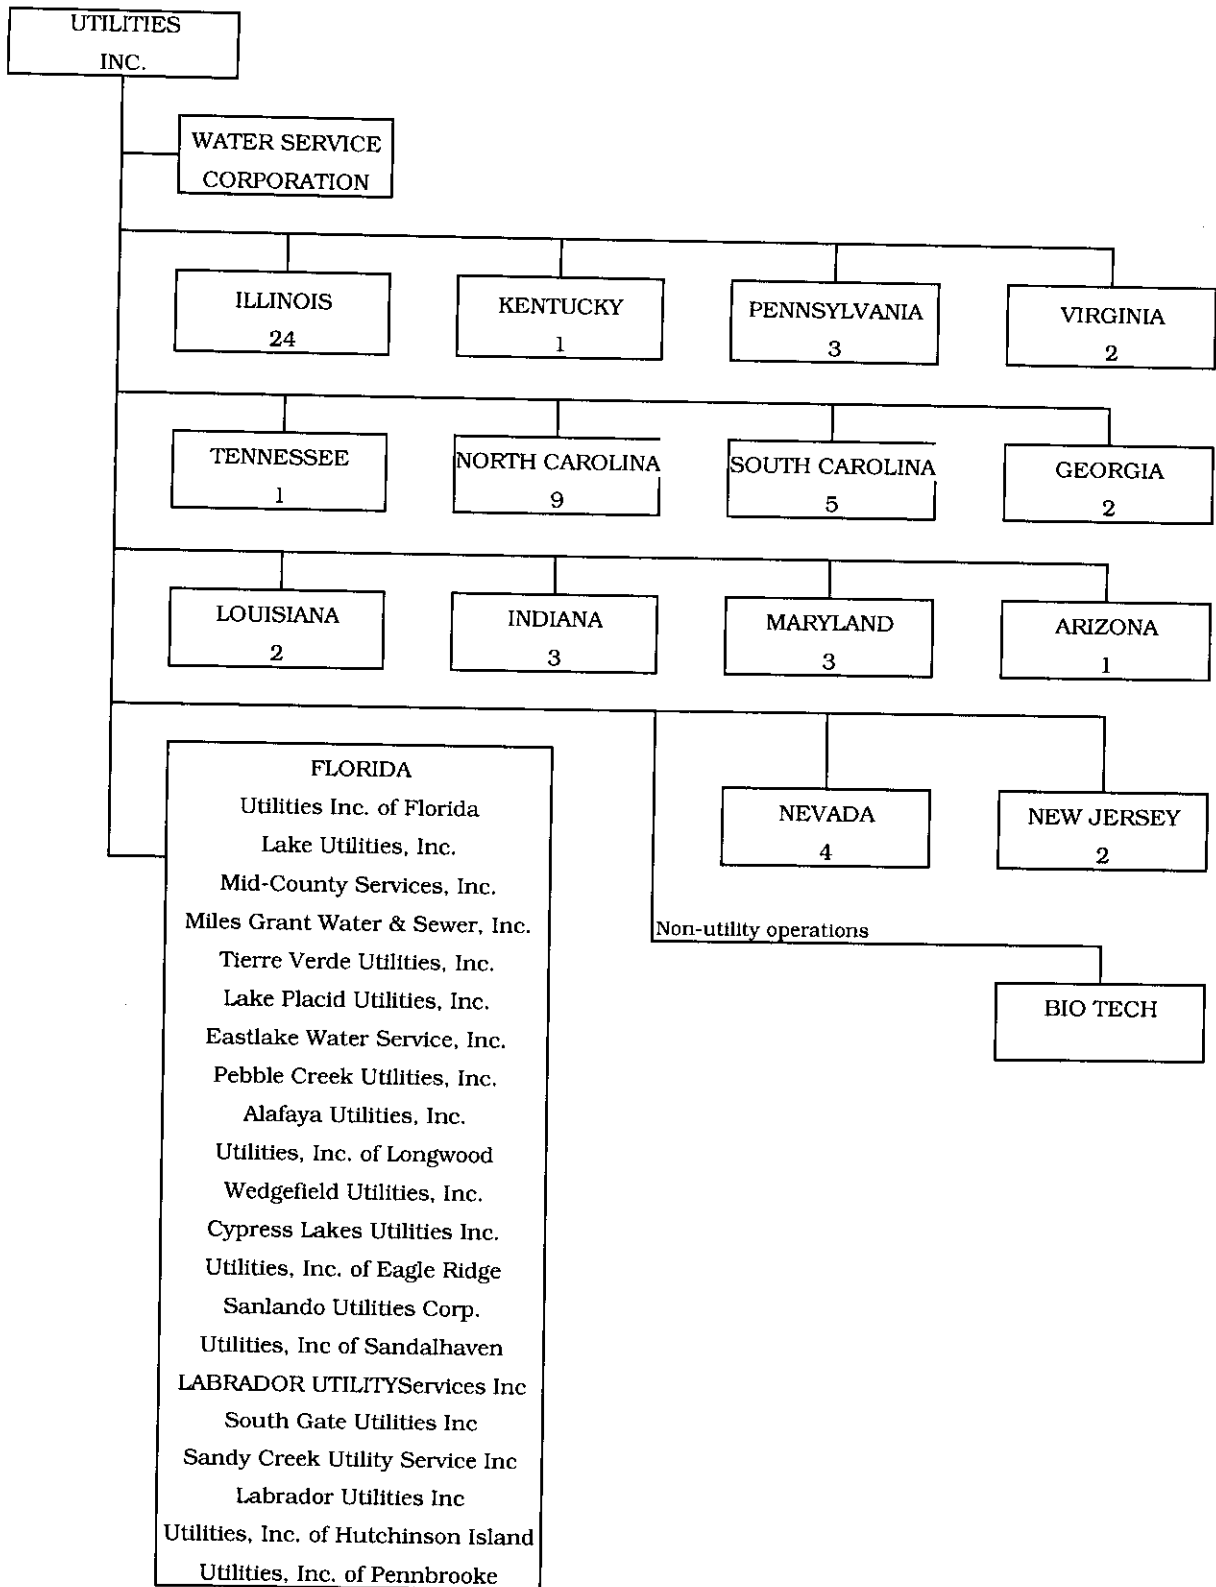 UTILITIES
INC.
WATER SERVICE
CORPORATION
ILLINOIS
24
KENTUCKY
1
PENNSYLVANIA
3
VIRGINIA
2
TENNESSEE
1
NORTH CAROLINA
9
SOUTH CAROLINA
5
GEORGIA
2
LOUISIANA
2
INDIANA
3
MARYLAND
3
ARIZONA
1
FLORIDA
Utilities Inc. of Florida
Lake Utilities, Inc.
Mid-County Services, Inc.
Miles Grant Water & Sewer, Inc.
Tierre Verde Utilities, Inc.
Lake Placid Utilities, Inc.
Eastlake Water Service, Inc.
Pebble Creek Utilities, Inc.
Alafaya Utilities, Inc.
Utilities, Inc. of Longwood
Wedgefield Utilities, Inc.
Cypress Lakes Utilities Inc.
Utilities, Inc. of Eagle Ridge
Sanlando Utilities Corp.
Utilities, Inc of Sandalhaven
LABRADOR UTILITYServices Inc
South Gate Utilities Inc
Sandy Creek Utility Service Inc
Labrador Utilities Inc
Utilities, Inc. of Hutchinson Island
Utilities, Inc. of Pennbrooke
NEVADA
4
NEW JERSEY
2
Non-utility operations
BIO TECH